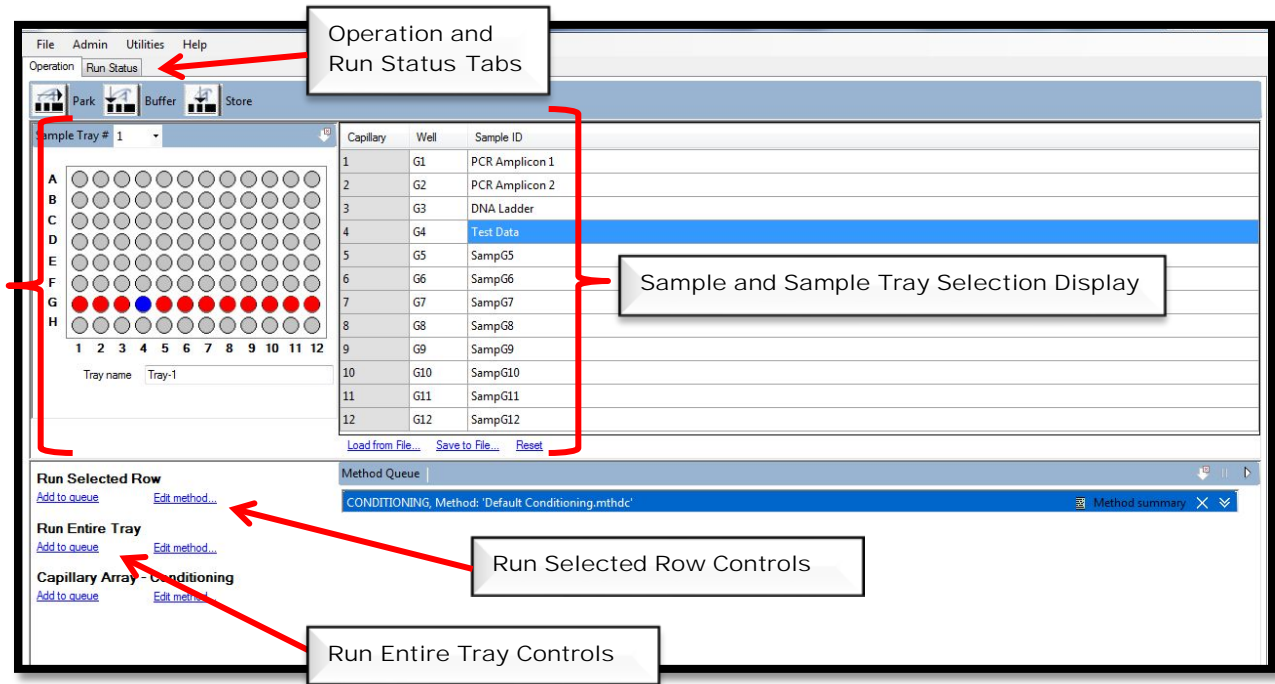 Operation and
Run Status Tabs
File Admin Utilities Help
Operation Run Status
Park Buffer Store
Sample Tray # 1
Capillary Well Sample ID
1 G1 PCR Amplicon 1
2 G2 PCR Amplicon 2
3 G3 DNA Ladder
4 G4 Test Data
5 G5 SampG5
6 G6 SampG6
7 G7 SampG7
8 G8 SampG8
9 G9 SampG9
10 G10 SampG10
11 G11 SampG11
12 G12 SampG12
A
B
C
D
E
F
G
H
1 2 3 4 5 6 7 8 9 10 11 12
Tray name Tray-1
Sample and Sample Tray Selection Display
Load from File... Save to File... Reset
Run Selected Row
Add to queue Edit method...
Run Entire Tray
Add to queue Edit method...
Capillary Array - Conditioning
Add to queue Edit method...
Method Queue
CONDITIONING, Method: 'Default Conditioning.mthdc' Method summary
Run Selected Row Controls
Run Entire Tray Controls